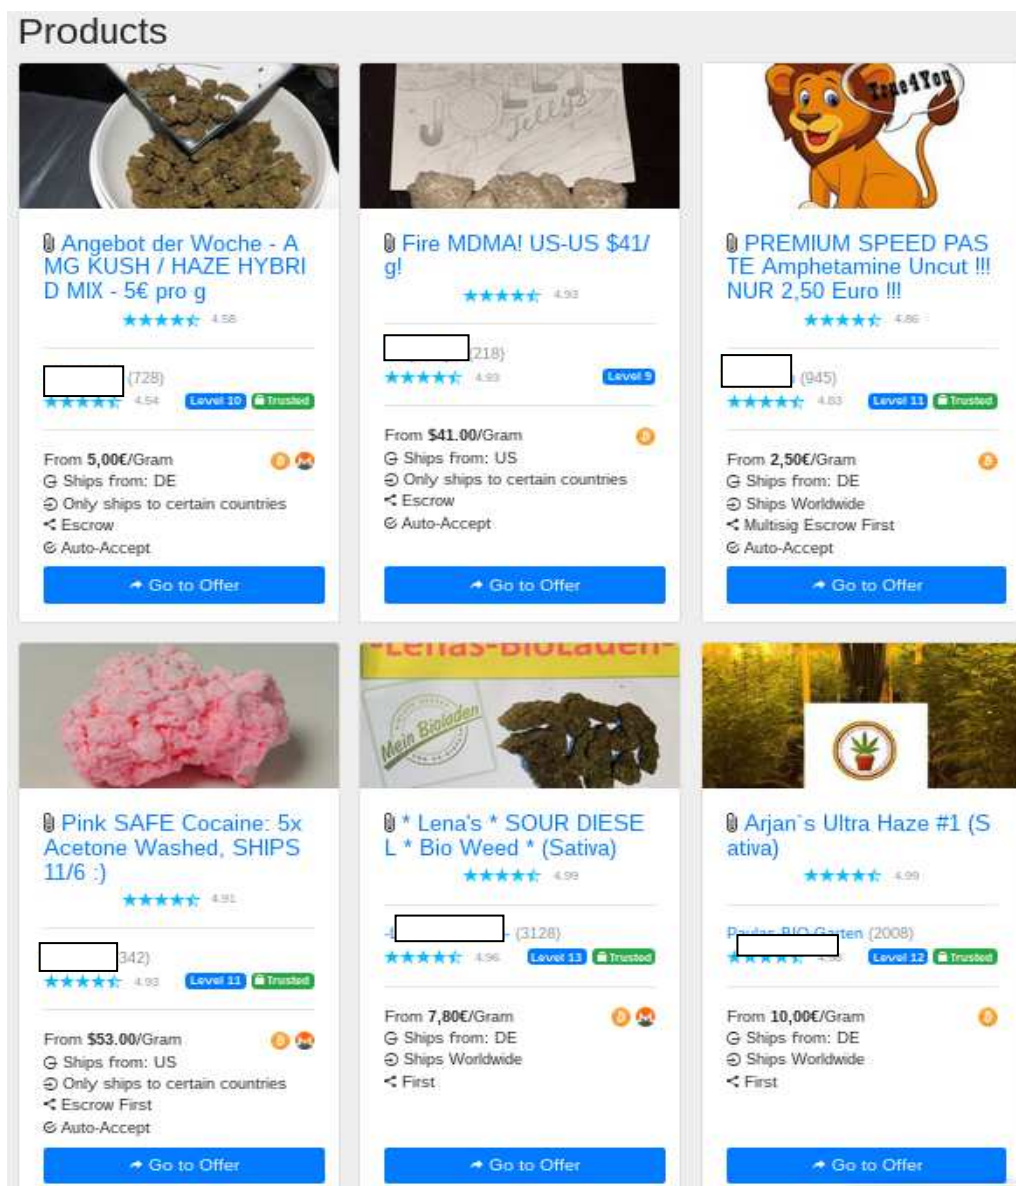 Products
JOLLY
Jellys
True4You
Angebot der Woche - A
MG KUSH / HAZE HYBRI
D MIX - 5€ pro g
4.58
Fire MDMA! US-US $41/
g!
4.93
PREMIUM SPEED PAS
TE Amphetamine Uncut !!!
NUR 2,50 Euro !!!
4.86
(728)
4.54 Level 10 Trusted
(218)
4.93 Level 9
(945)
4.83 Level 11 Trusted
From 5,00€/Gram
Ships from: DE
Only ships to certain countries
Escrow
Auto-Accept
Go to Offer
From $41.00/Gram
Ships from: US
Only ships to certain countries
Escrow
Auto-Accept
Go to Offer
From 2,50€/Gram
Ships from: DE
Ships Worldwide
Multisig Escrow First
Auto-Accept
Go to Offer
-Lenas-Bioladen-
Mein Bioladen
Pink SAFE Cocaine: 5x
Acetone Washed, SHIPS
11/6 :)
4.91
* Lena's * SOUR DIESE
L * Bio Weed * (Sativa)
4.99
Arjan`s Ultra Haze #1 (S
ativa)
4.99
342)
4.93 Level 11 Trusted
(3128)
4.96 Level 13 Trusted
Paulas-BIO-Garten (2008)
Level 12 Trusted
From $53.00/Gram
Ships from: US
Only ships to certain countries
Escrow First
Auto-Accept
Go to Offer
From 7,80€/Gram
Ships from: DE
Ships Worldwide
First
Go to Offer
From 10,00€/Gram
Ships from: DE
Ships Worldwide
First
Go to Offer